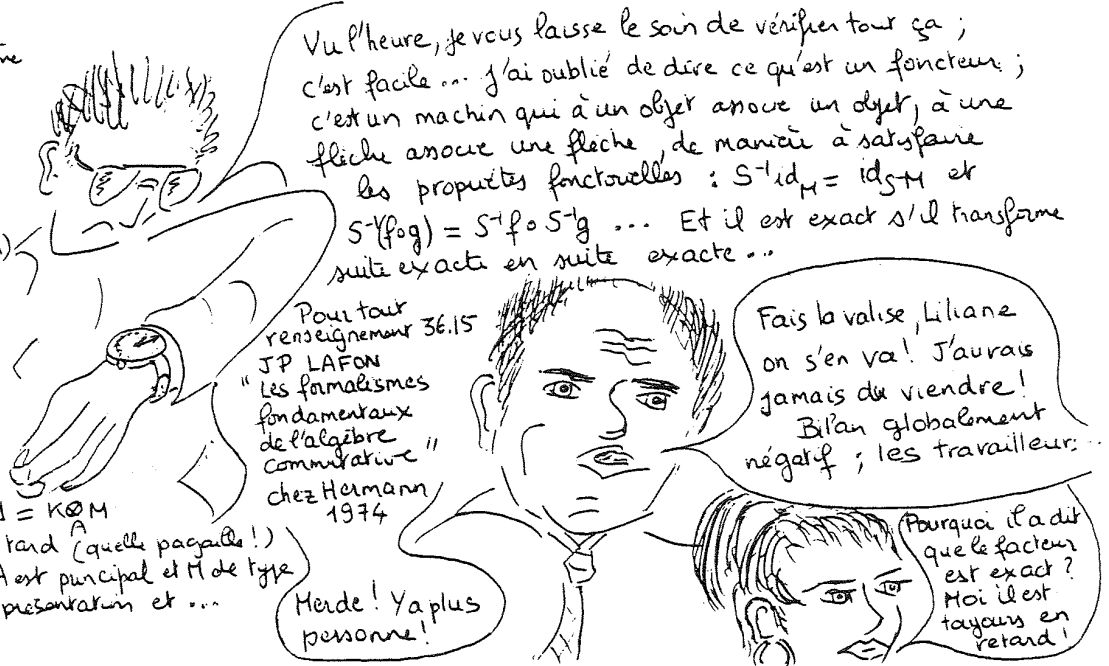 Vu l'heure, je vous laisse le soin de vérifier tout ça ;
c'est facile... J'ai oublié de dire ce qu'est un foncteur ;
c'est un machin qui à un objet associe un objet, à une
flèche associe une flèche, de manière à satisfaire
les propriétés fonctorielles : S⁻¹id_M = id_S⁻¹M et
S⁻¹(fog) = S⁻¹f o S⁻¹g ... Et il est exact s'il transforme
suite exacte en suite exacte...
Pour tout
renseignement 36.15
JP LAFON
"Les formalismes
fondamentaux
de l'algèbre
commutative"
chez Hermann
1974
Fais la valise, Liliane
on s'en va! J'aurais
jamais du viendre!
Bilan globalement
négatif ; les travailleur...
= K⊗M
A
tard (quelle pagaille!)
A est principal et M de type
présentation et ...
Merde! Ya plus
personne!
Pourquoi il a dit
que le facteur
est exact?
Moi il est
tayours en
retard!